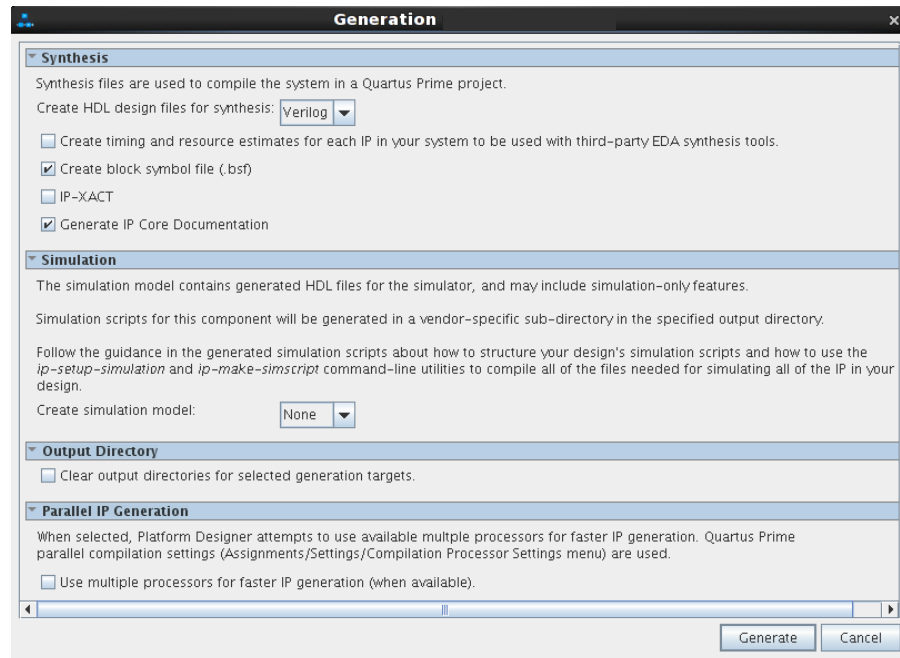 Generation
Synthesis
Synthesis files are used to compile the system in a Quartus Prime project.
Create HDL design files for synthesis: Verilog
Create timing and resource estimates for each IP in your system to be used with third-party EDA synthesis tools.
Create block symbol file (.bsf)
IP-XACT
Generate IP Core Documentation
Simulation
The simulation model contains generated HDL files for the simulator, and may include simulation-only features.
Simulation scripts for this component will be generated in a vendor-specific sub-directory in the specified output directory.
Follow the guidance in the generated simulation scripts about how to structure your design's simulation scripts and how to use the
ip-setup-simulation and ip-make-simscript command-line utilities to compile all of the files needed for simulating all of the IP in your
design.
Create simulation model: None
Output Directory
Clear output directories for selected generation targets.
Parallel IP Generation
When selected, Platform Designer attempts to use available multple processors for faster IP generation. Quartus Prime
parallel compilation settings (Assignments/Settings/Compilation Processor Settings menu) are used.
Use multiple processors for faster IP generation (when available).
Generate Cancel